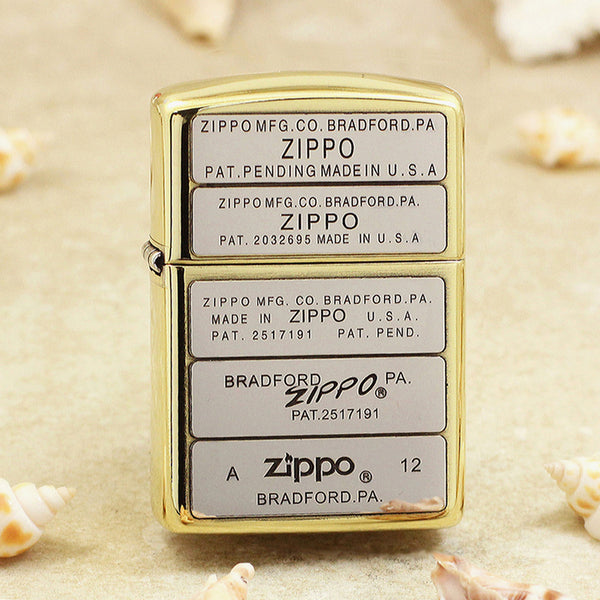 ZIPPO MFG. CO. BRADFORD.PA
ZIPPO
PAT.PENDING MADE IN U.S.A
ZIPPO MFG. CO. BRADFORD.PA.
ZIPPO
PAT. 2032695 MADE IN U.S.A
ZIPPO MFG. CO. BRADFORD.PA.
MADE IN ZIPPO U.S.A.
PAT. 2517191 PAT. PEND.
BRADFORD ZIPPO® PA.
PAT.2517191
A zippo® 12
BRADFORD.PA.